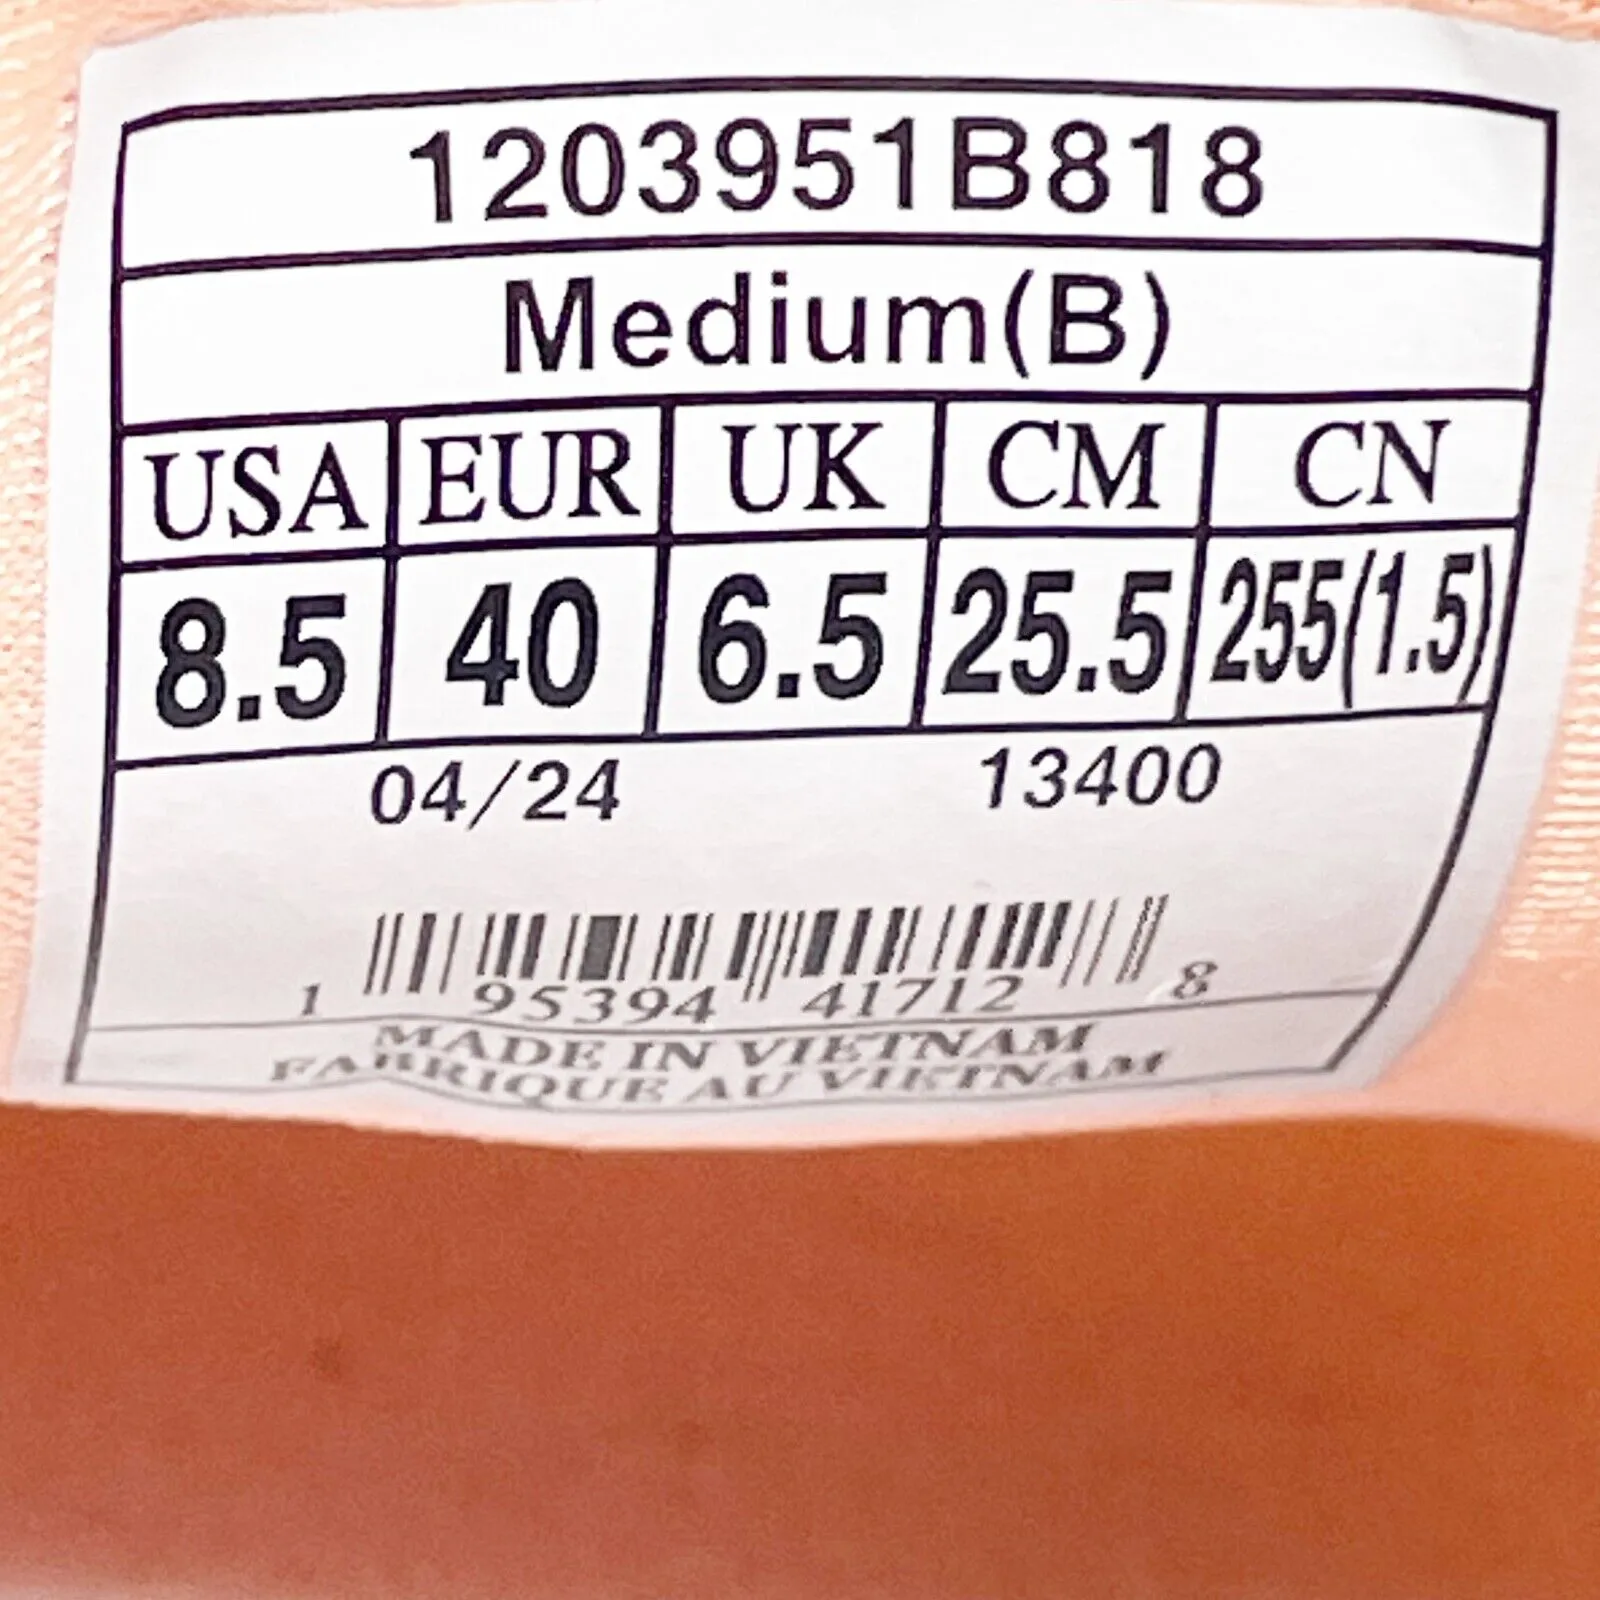 1203951B818
Medium(B)
USA EUR UK CM CN
8.5 40 6.5 25.5 255(1.5)
04/24 13400
1 95394 41712 8
MADE IN VIETNAM
FABRIQUE AU VIETNAM